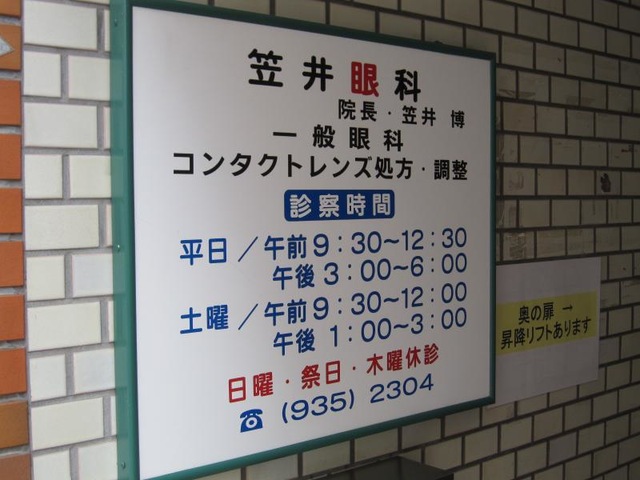 笠井眼科
院長・笠井 博
一般眼科
コンタクトレンズ処方・調整
診察時間
平日／午前9：30～12：30
午後3：00～6：00
土曜／午前9：30～12：00
午後1：00～3：00
日曜・祭日・木曜休診
☎ (935) 2304
奥の扉 →
昇降リフトあります